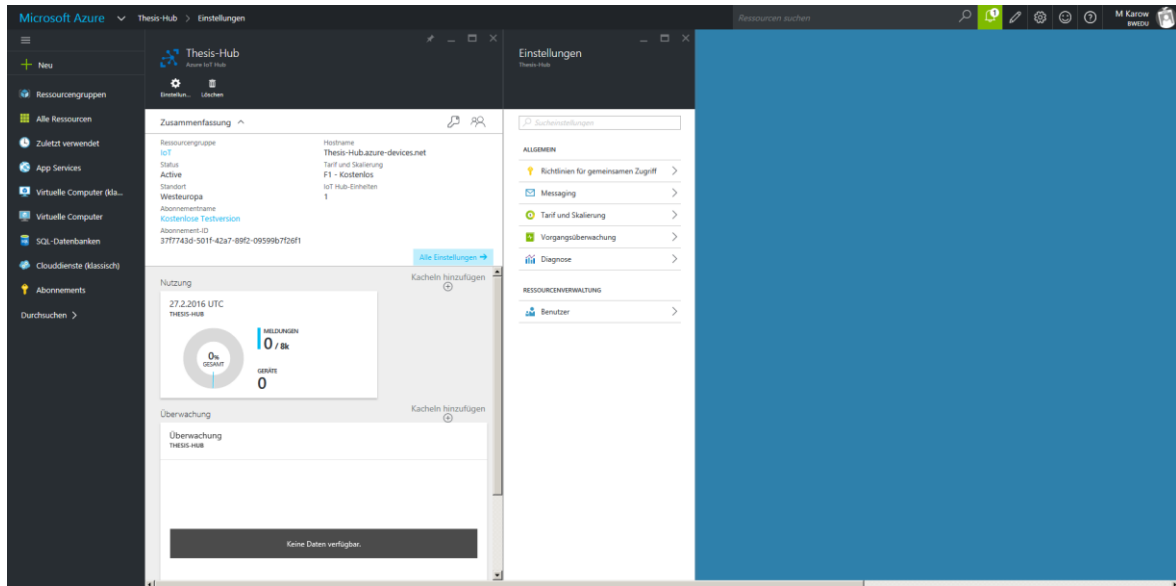 Microsoft Azure Thesis-Hub > Einstellungen
Ressourcen suchen
1
M Karow
BWEDU
Neu
Ressourcengruppen
Alle Ressourcen
Zuletzt verwendet
App Services
Virtuelle Computer (kla...
Virtuelle Computer
SQL-Datenbanken
Clouddienste (klassisch)
Abonnements
Durchsuchen >
Thesis-Hub
Azure IoT Hub
Einstellun... Löschen
Zusammenfassung
Ressourcengruppe
IoT
Status
Active
Standort
Westeuropa
Abonnementname
Kostenlose Testversion
Abonnement-ID
37f7743d-501f-42a7-89f2-09599b7f26f1
Hostname
Thesis-Hub.azure-devices.net
Tarif und Skalierung
F1 - Kostenlos
IoT Hub-Einheiten
1
Alle Einstellungen →
Nutzung
Kacheln hinzufügen
27.2.2016 UTC
THESIS-HUB
0%
GESAMT
MELDUNGEN
0 / 8k
GERÄTE
0
Überwachung
Kacheln hinzufügen
Überwachung
THESIS-HUB
Keine Daten verfügbar.
Einstellungen
Thesis-Hub
Sucheinstellungen
ALLGEMEIN
Richtlinien für gemeinsamen Zugriff
Messaging
Tarif und Skalierung
Vorgangsüberwachung
Diagnose
RESSOURCENVERWALTUNG
Benutzer